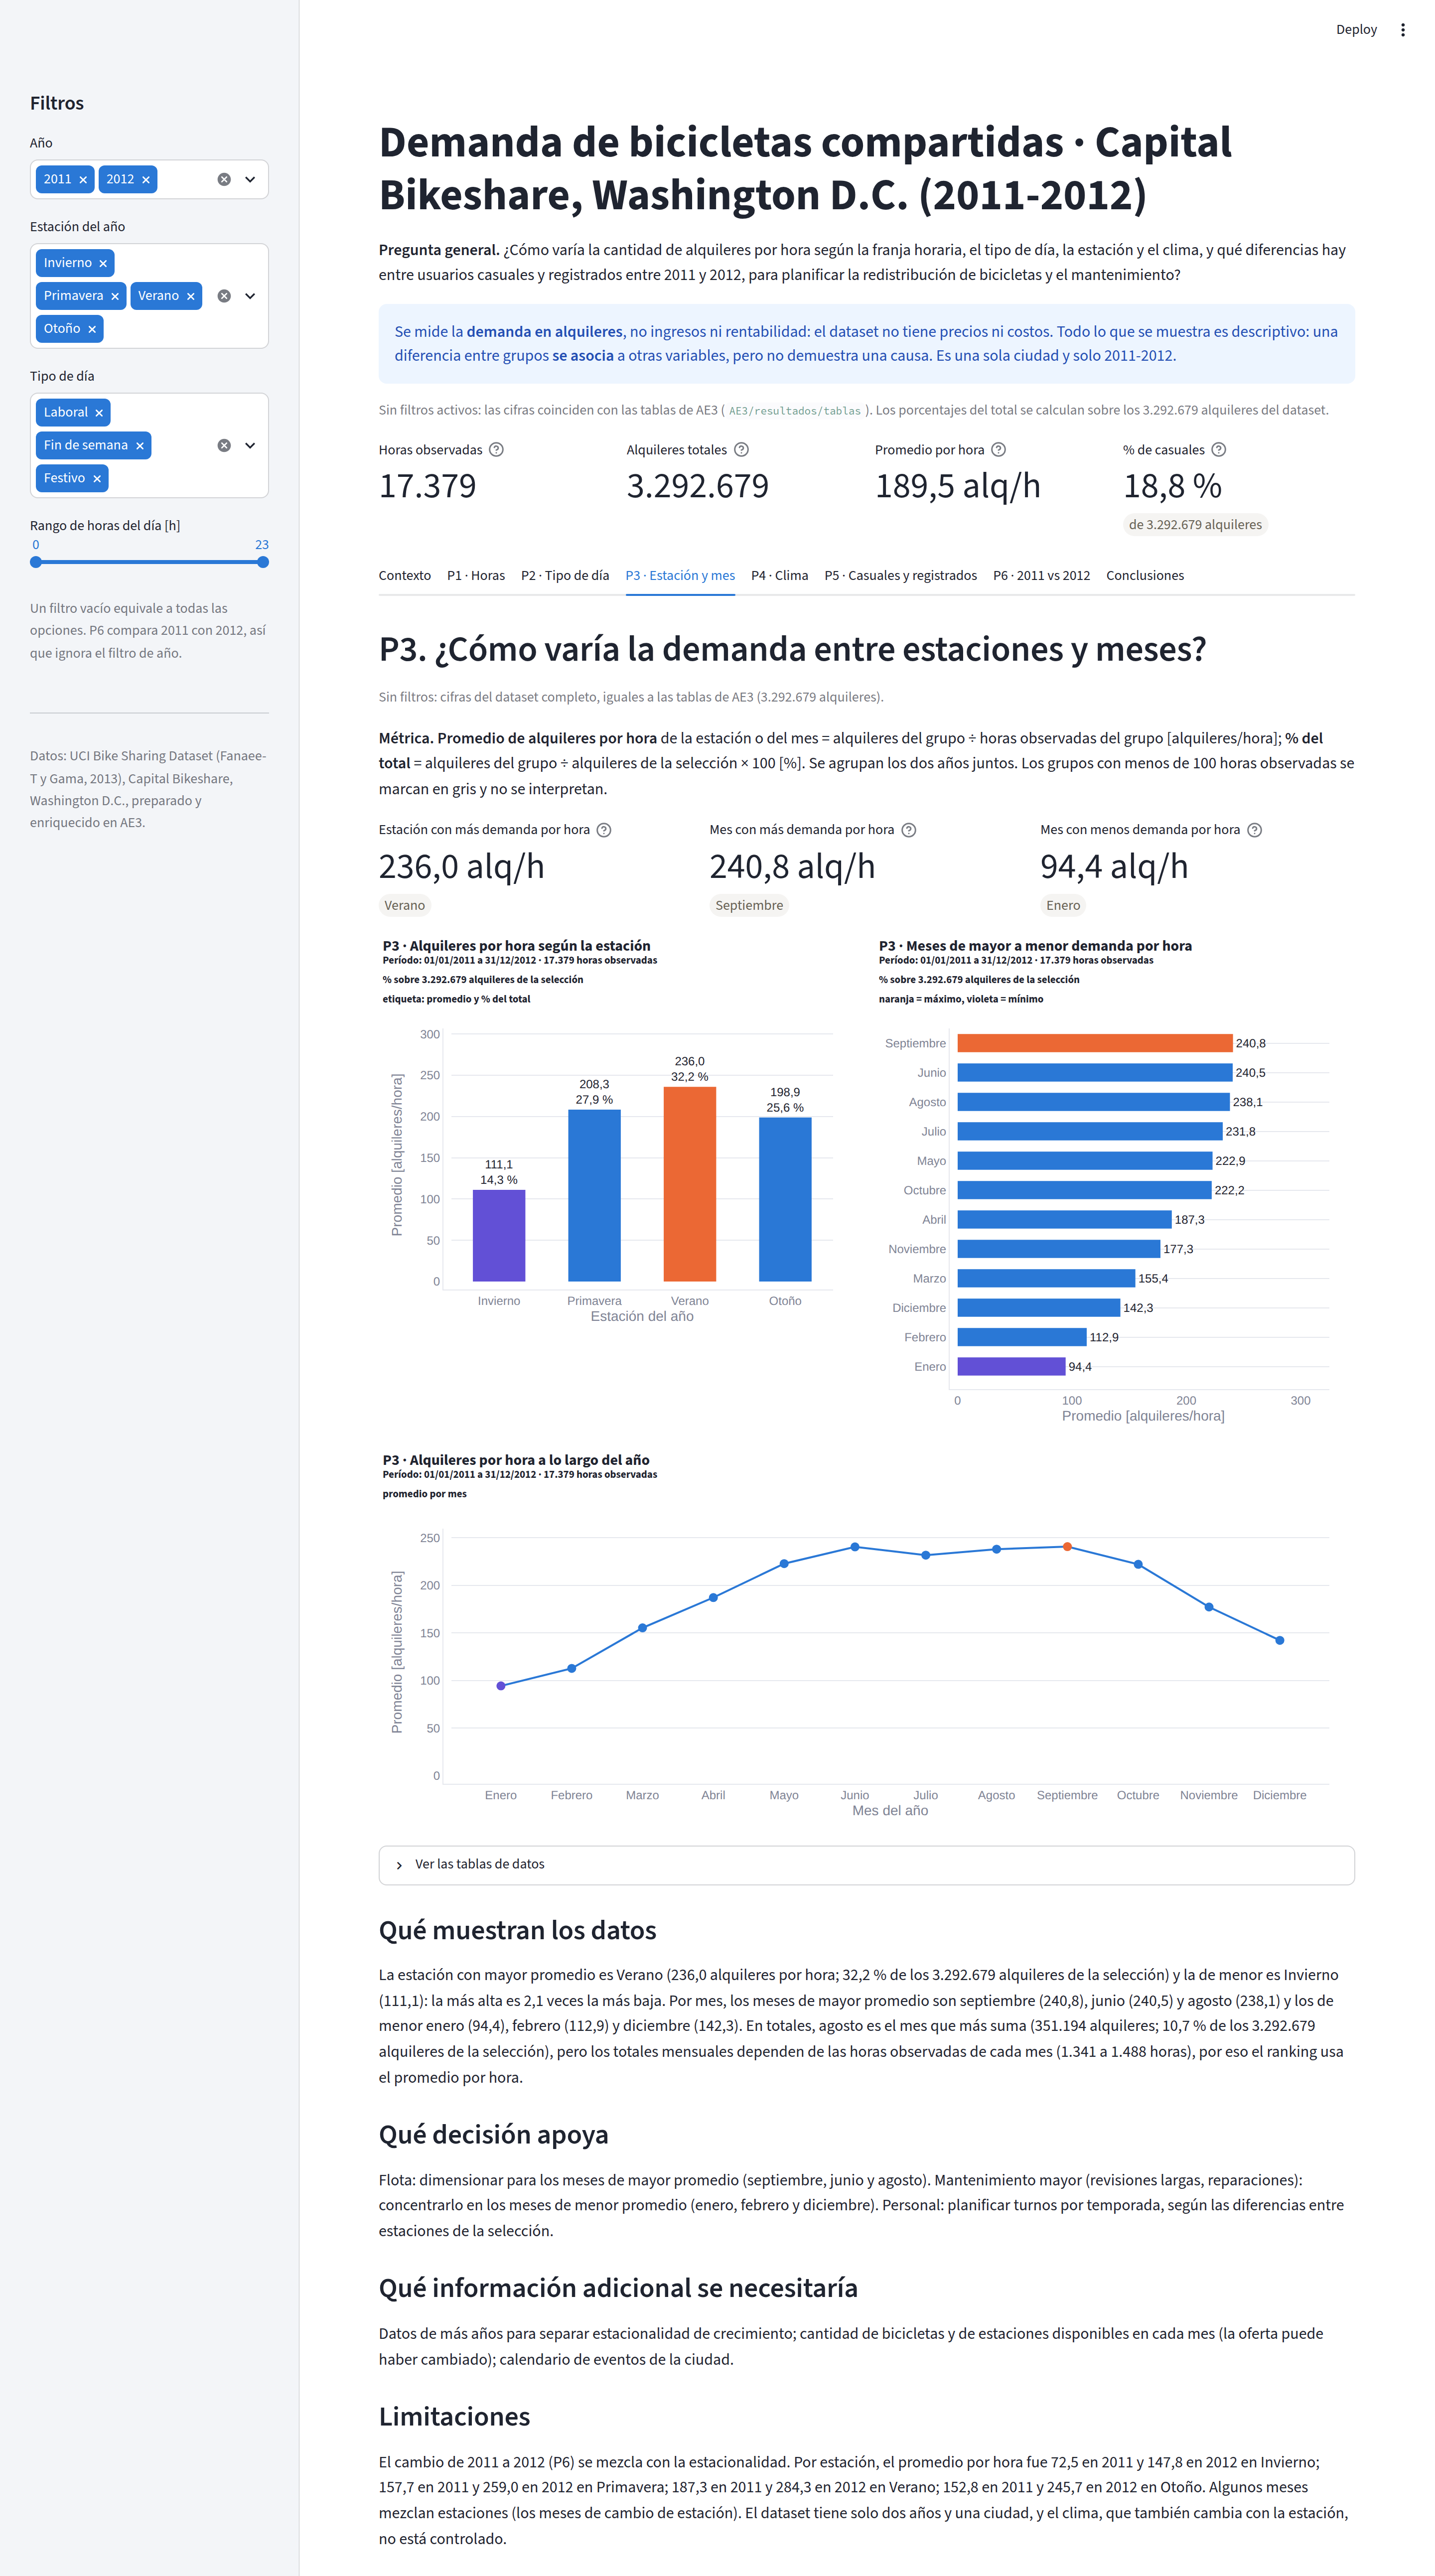 Deploy
Filtros
Año
2011 2012
Estación del año
Invierno
Primavera Verano
Otoño
Tipo de día
Laboral
Fin de semana
Festivo
Rango de horas del día [h]
0 23
Un filtro vacío equivale a todas las
opciones. P6 compara 2011 con 2012, así
que ignora el filtro de año.
Datos: UCI Bike Sharing Dataset (Fanaee-
T y Gama, 2013), Capital Bikeshare,
Washington D.C., preparado y
enriquecido en AE3.
Demanda de bicicletas compartidas · Capital
Bikeshare, Washington D.C. (2011-2012)
Pregunta general. ¿Cómo varía la cantidad de alquileres por hora según la franja horaria, el tipo de día, la estación y el clima, y qué diferencias hay
entre usuarios casuales y registrados entre 2011 y 2012, para planificar la redistribución de bicicletas y el mantenimiento?
Se mide la demanda en alquileres, no ingresos ni rentabilidad: el dataset no tiene precios ni costos. Todo lo que se muestra es descriptivo: una
diferencia entre grupos se asocia a otras variables, pero no demuestra una causa. Es una sola ciudad y solo 2011-2012.
Sin filtros activos: las cifras coinciden con las tablas de AE3 ( AE3/resultados/tablas ). Los porcentajes del total se calculan sobre los 3.292.679 alquileres del dataset.
Horas observadas Alquileres totales Promedio por hora % de casuales
17.379 3.292.679 189,5 alq/h 18,8 %
de 3.292.679 alquileres
Contexto P1 · Horas P2 · Tipo de día P3 · Estación y mes P4 · Clima P5 · Casuales y registrados P6 · 2011 vs 2012 Conclusiones
P3. ¿Cómo varía la demanda entre estaciones y meses?
Sin filtros: cifras del dataset completo, iguales a las tablas de AE3 (3.292.679 alquileres).
Métrica. Promedio de alquileres por hora de la estación o del mes = alquileres del grupo ÷ horas observadas del grupo [alquileres/hora]; % del
total = alquileres del grupo ÷ alquileres de la selección × 100 [%]. Se agrupan los dos años juntos. Los grupos con menos de 100 horas observadas se
marcan en gris y no se interpretan.
Estación con más demanda por hora Mes con más demanda por hora Mes con menos demanda por hora
236,0 alq/h 240,8 alq/h 94,4 alq/h
Verano Septiembre Enero
P3 · Alquileres por hora según la estación
Período: 01/01/2011 a 31/12/2012 · 17.379 horas observadas
% sobre 3.292.679 alquileres de la selección
etiqueta: promedio y % del total
Promedio [alquileres/hora]
300
250
200
150
100
50
0
111,1
14,3 %
208,3
27,9 %
236,0
32,2 %
198,9
25,6 %
Invierno Primavera Verano Otoño
Estación del año
P3 · Meses de mayor a menor demanda por hora
Período: 01/01/2011 a 31/12/2012 · 17.379 horas observadas
% sobre 3.292.679 alquileres de la selección
naranja = máximo, violeta = mínimo
Septiembre 240,8
Junio 240,5
Agosto 238,1
Julio 231,8
Mayo 222,9
Octubre 222,2
Abril 187,3
Noviembre 177,3
Marzo 155,4
Diciembre 142,3
Febrero 112,9
Enero 94,4
0 100 200 300
Promedio [alquileres/hora]
P3 · Alquileres por hora a lo largo del año
Período: 01/01/2011 a 31/12/2012 · 17.379 horas observadas
promedio por mes
Promedio [alquileres/hora]
250
200
150
100
50
0
Enero Febrero Marzo Abril Mayo Junio Julio Agosto Septiembre Octubre Noviembre Diciembre
Mes del año
Ver las tablas de datos
Qué muestran los datos
La estación con mayor promedio es Verano (236,0 alquileres por hora; 32,2 % de los 3.292.679 alquileres de la selección) y la de menor es Invierno
(111,1): la más alta es 2,1 veces la más baja. Por mes, los meses de mayor promedio son septiembre (240,8), junio (240,5) y agosto (238,1) y los de
menor enero (94,4), febrero (112,9) y diciembre (142,3). En totales, agosto es el mes que más suma (351.194 alquileres; 10,7 % de los 3.292.679
alquileres de la selección), pero los totales mensuales dependen de las horas observadas de cada mes (1.341 a 1.488 horas), por eso el ranking usa
el promedio por hora.
Qué decisión apoya
Flota: dimensionar para los meses de mayor promedio (septiembre, junio y agosto). Mantenimiento mayor (revisiones largas, reparaciones):
concentrarlo en los meses de menor promedio (enero, febrero y diciembre). Personal: planificar turnos por temporada, según las diferencias entre
estaciones de la selección.
Qué información adicional se necesitaría
Datos de más años para separar estacionalidad de crecimiento; cantidad de bicicletas y de estaciones disponibles en cada mes (la oferta puede
haber cambiado); calendario de eventos de la ciudad.
Limitaciones
El cambio de 2011 a 2012 (P6) se mezcla con la estacionalidad. Por estación, el promedio por hora fue 72,5 en 2011 y 147,8 en 2012 en Invierno;
157,7 en 2011 y 259,0 en 2012 en Primavera; 187,3 en 2011 y 284,3 en 2012 en Verano; 152,8 en 2011 y 245,7 en 2012 en Otoño. Algunos meses
mezclan estaciones (los meses de cambio de estación). El dataset tiene solo dos años y una ciudad, y el clima, que también cambia con la estación,
no está controlado.